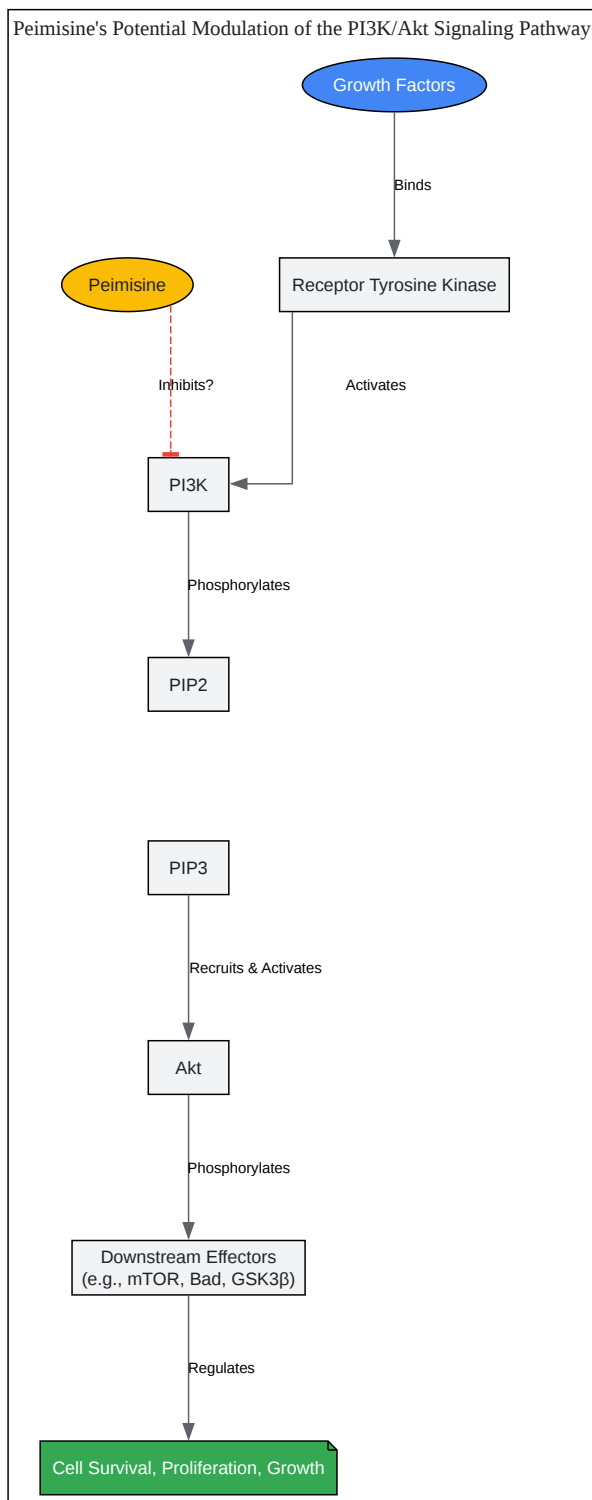 Peimisine's Potential Modulation of the PI3K/Akt Signaling Pathway
Growth Factors
Binds
Peimisine
Receptor Tyrosine Kinase
Inhibits?
Activates
PI3K
Phosphorylates
PIP2
PIP3
Recruits & Activates
Akt
Phosphorylates
Downstream Effectors
(e.g., mTOR, Bad, GSK3β)
Regulates
Cell Survival, Proliferation, Growth